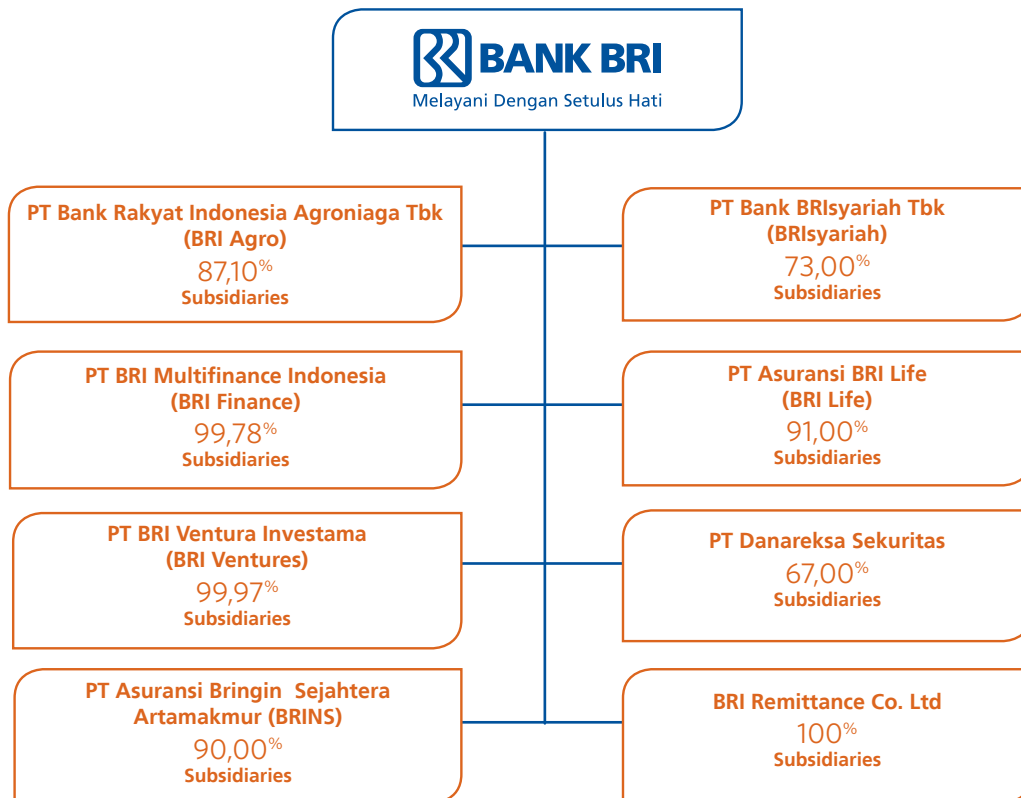 BANK BRI
Melayani Dengan Setulus Hati
PT Bank Rakyat Indonesia Agroniaga Tbk
(BRI Agro)
87,10%
Subsidiaries
PT Bank BRIsyariah Tbk
(BRIsyariah)
73,00%
Subsidiaries
PT BRI Multifinance Indonesia
(BRI Finance)
99,78%
Subsidiaries
PT Asuransi BRI Life
(BRI Life)
91,00%
Subsidiaries
PT BRI Ventura Investama
(BRI Ventures)
99,97%
Subsidiaries
PT Danareksa Sekuritas
67,00%
Subsidiaries
PT Asuransi Bringin  Sejahtera
Artamakmur (BRINS)
90,00%
Subsidiaries
BRI Remittance Co. Ltd
100%
Subsidiaries